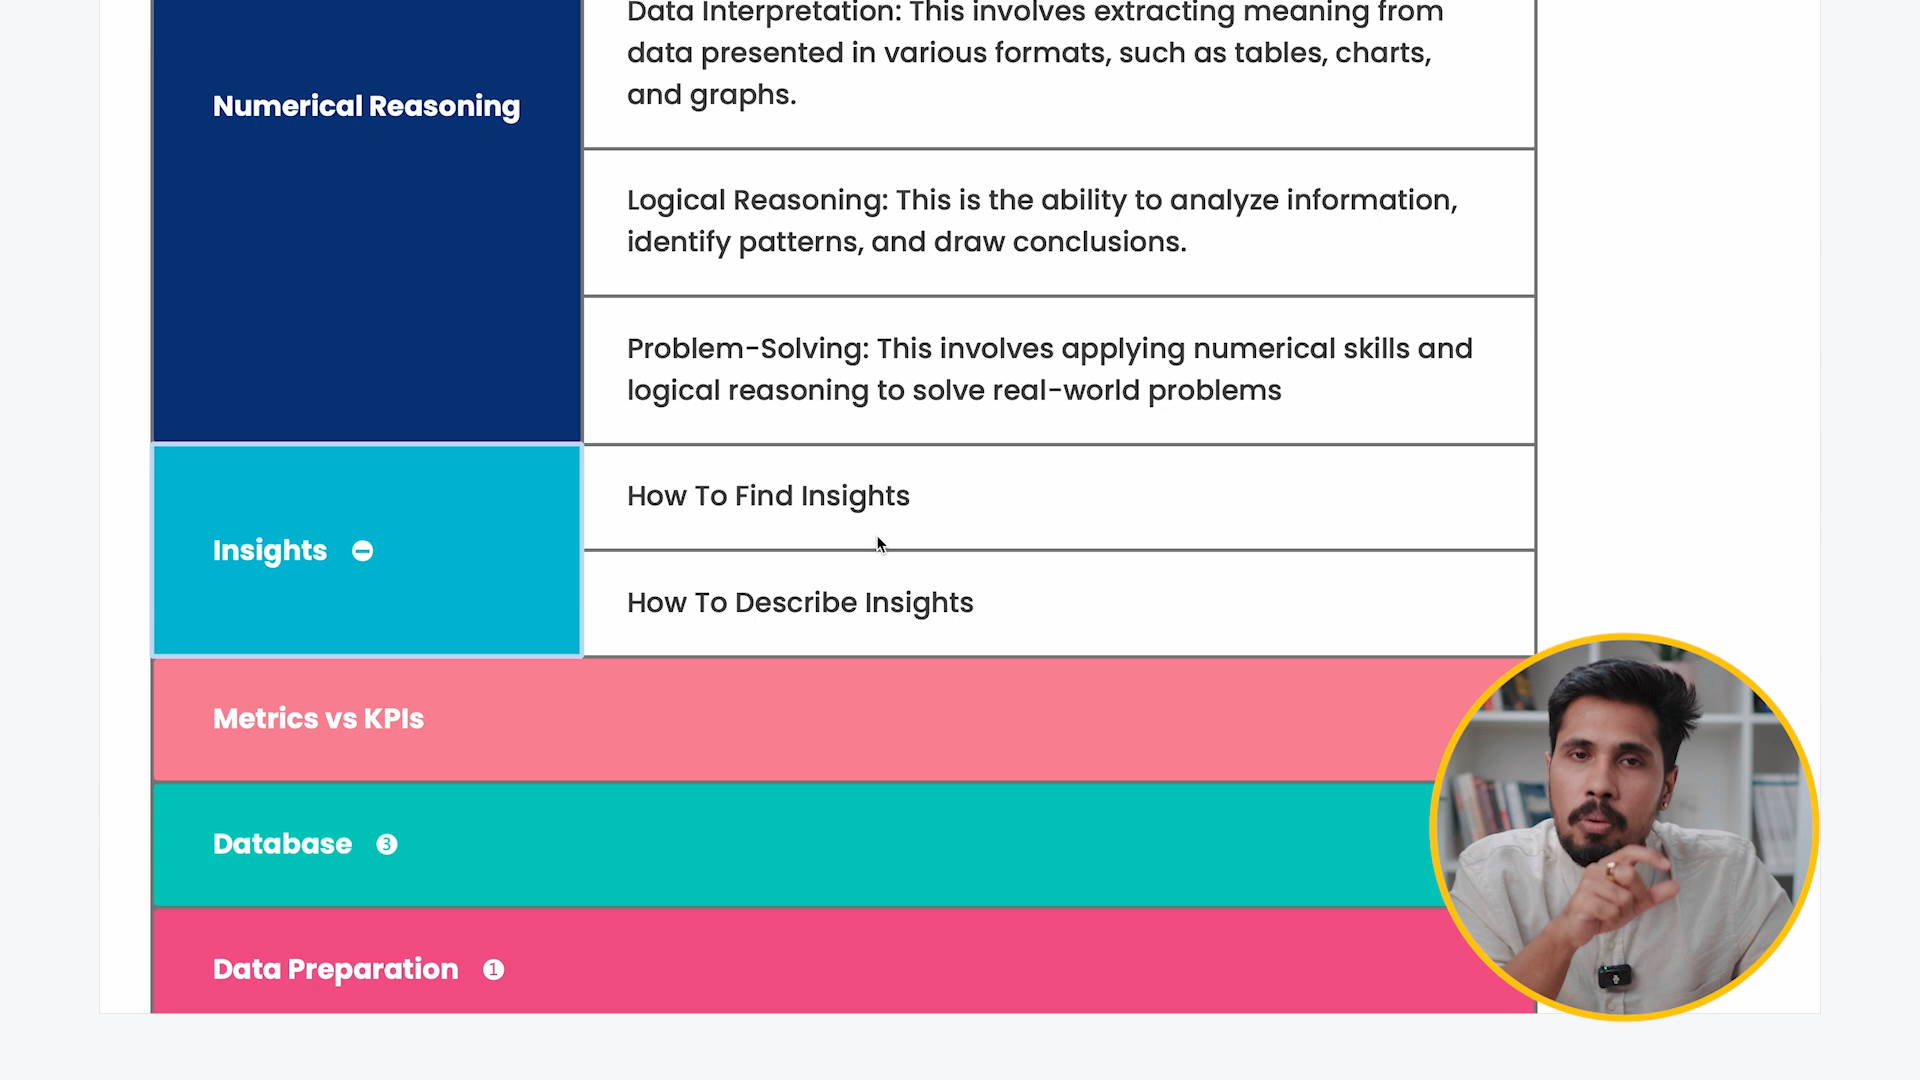 Data Interpretation: This involves extracting meaning from
data presented in various formats, such as tables, charts,
and graphs.
Numerical Reasoning
Logical Reasoning: This is the ability to analyze information,
identify patterns, and draw conclusions.
Problem-Solving: This involves applying numerical skills and
logical reasoning to solve real-world problems
Insights
How To Find Insights
How To Describe Insights
Metrics vs KPIs
Database 3
Data Preparation 1